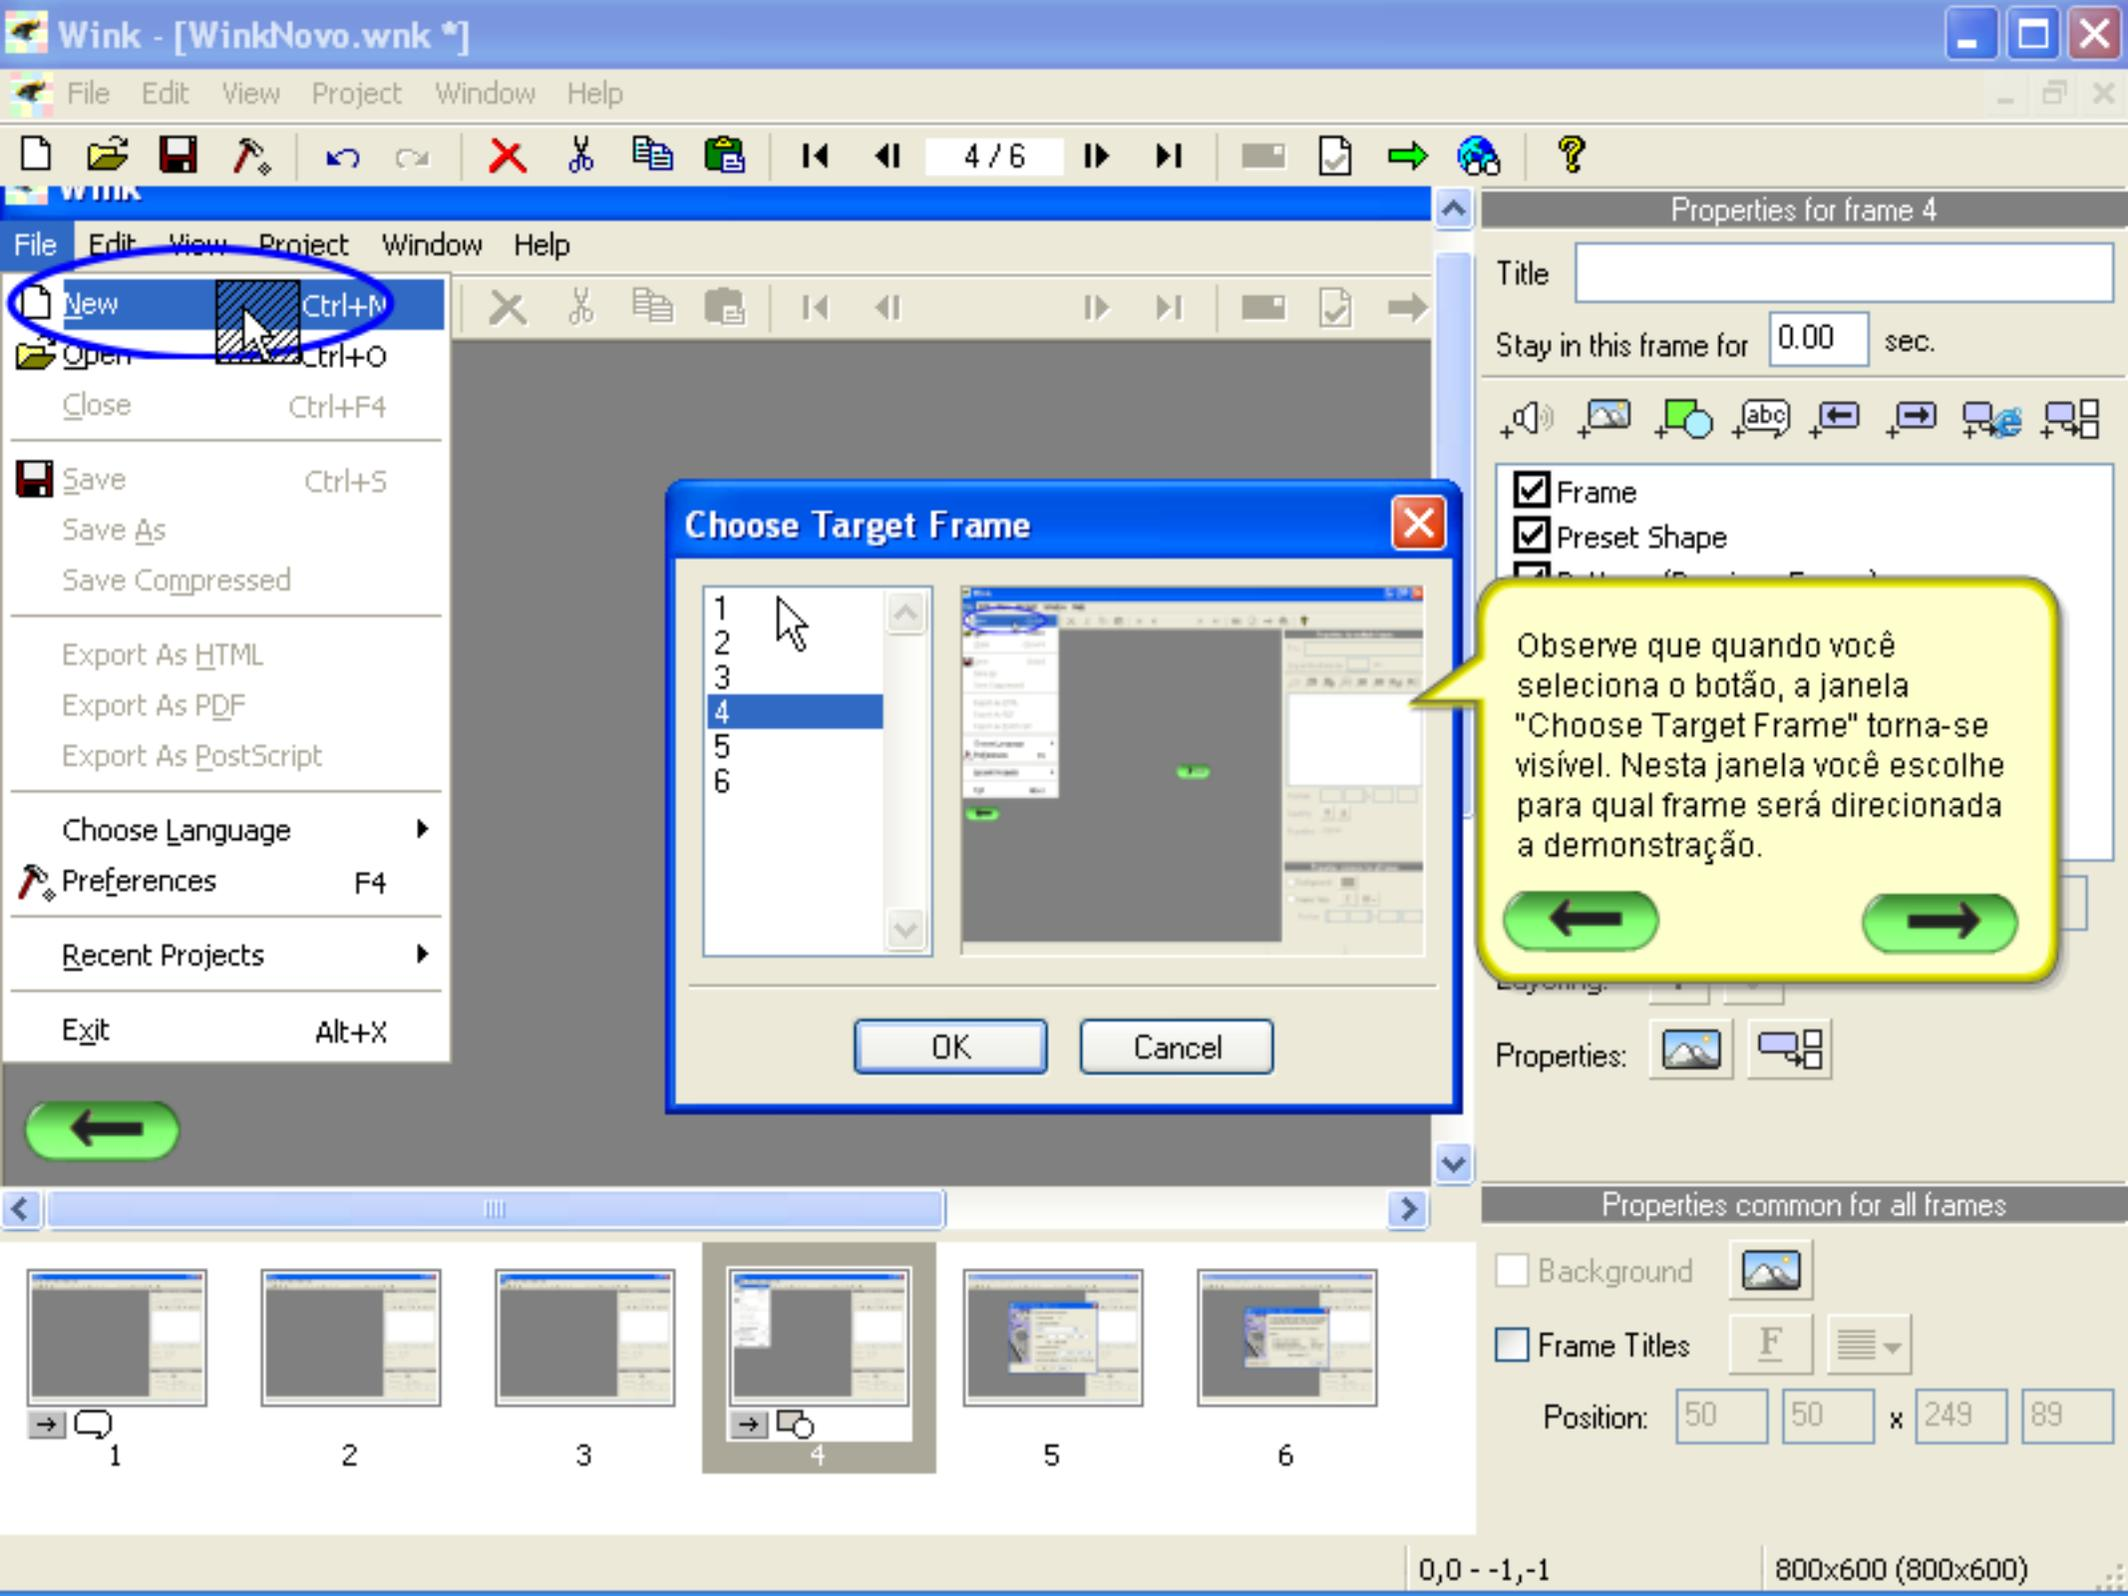 Wink - [WinkNovo.wnk *]
File Edit View Project Window Help
4 / 6
Wink
File Edit View Project Window Help
New Ctrl+N
Open Ctrl+O
Close Ctrl+F4
Save Ctrl+S
Save As
Save Compressed
Export As HTML
Export As PDF
Export As PostScript
Choose Language
Preferences F4
Recent Projects
Exit Alt+X
Choose Target Frame
1
2
3
4
5
6
OK Cancel
Properties for frame 4
Title
Stay in this frame for 0.00 sec.
abc
Frame
Preset Shape
Observe que quando você
seleciona o botão, a janela
"Choose Target Frame" torna-se
visível. Nesta janela você escolhe
para qual frame será direcionada
a demonstração.
Properties:
Properties common for all frames
Background
Frame Titles F
Position: 50 50 x 249 89
1 2 3 4 5 6
0,0 - -1,-1 800x600 (800x600)